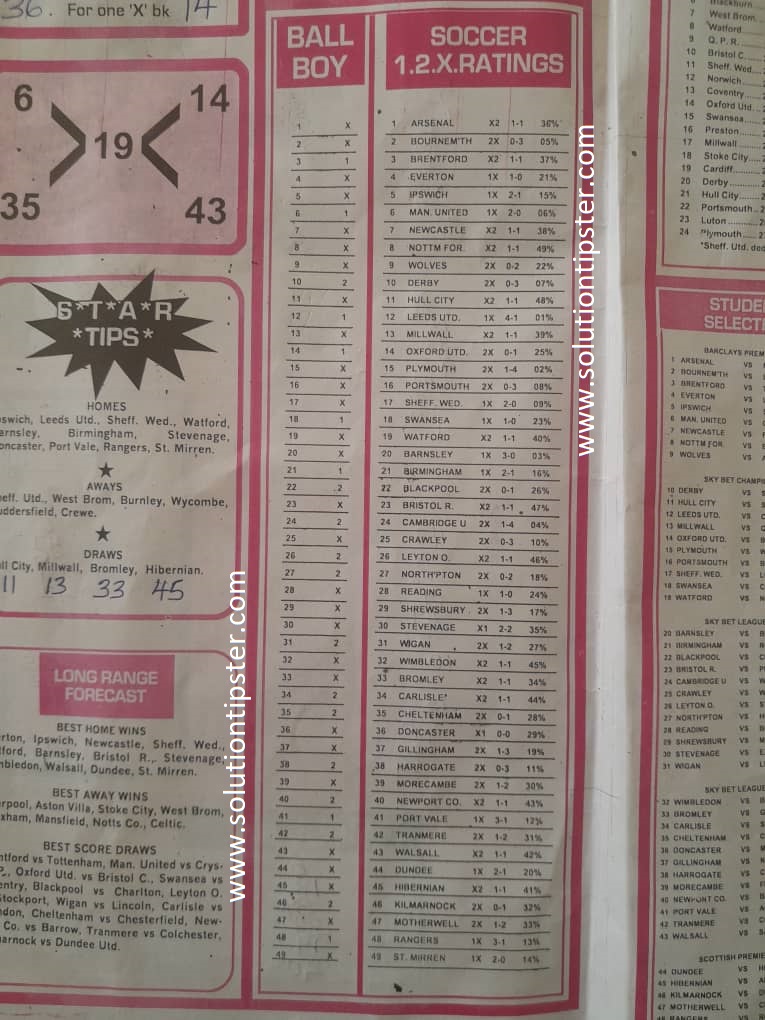 36. For one 'X' bk 14
6
14
19
35
43
S*T*A*R
*TIPS*
HOMES
Leeds Utd., Sheff. Wed., Watford,
Birmingham, Stevenage,
Port Vale, Rangers, St. Mirren.
AWAYS
Utd., West Brom, Burnley, Wycombe,
Crewe.
DRAWS
City, Millwall, Bromley, Hibernian.
11 13 33 45
LONG RANGE
FORECAST
BEST HOME WINS
Ipswich, Newcastle, Sheff. Wed.,
Barnsley, Bristol R., Stevenage,
Walsall, Dundee, St. Mirren.
BEST AWAY WINS
Aston Villa, Stoke City, West Brom,
Mansfield, Notts Co., Celtic.
BEST SCORE DRAWS
vs Tottenham, Man. United vs Crys-
Oxford Utd. vs Bristol C., Swansea vs
Blackpool vs Charlton, Leyton O.
Wigan vs Lincoln, Carlisle vs
Cheltenham vs Chesterfield, New-
Co. vs Barrow, Tranmere vs Colchester,
vs Dundee Utd.
BALL
BOY
1 X
2 X
3 1
4 X
5 X
6 1
7 X
8 X
9 X
10 2
11 X
12 1
13 X
14 1
15 X
16 X
17 X
18 1
19 X
20 X
21 1
22 2
23 X
24 2
25 X
26 2
27 2
28 X
29 X
30 X
31 2
32 X
33 X
34 2
35 2
36 X
37 X
38 2
39 X
40 2
41 1
42 2
43 X
44 X
45 X
46 2
47 X
48 1
49 X
SOCCER
1.2.X.RATINGS
1 ARSENAL X2 1-1 36%
2 BOURNEM'TH 2X 0-3 05%
3 BRENTFORD X2 1-1 37%
4 EVERTON 1X 1-0 21%
5 IPSWICH 1X 2-1 15%
6 MAN. UNITED 1X 2-0 06%
7 NEWCASTLE X2 1-1 38%
8 NOTTM FOR. X2 1-1 49%
9 WOLVES 2X 0-2 22%
10 DERBY 2X 0-3 07%
11 HULL CITY X2 1-1 48%
12 LEEDS UTD. 1X 4-1 01%
13 MILLWALL X2 1-1 39%
14 OXFORD UTD. 2X 0-1 25%
15 PLYMOUTH 2X 1-4 02%
16 PORTSMOUTH 2X 0-3 08%
17 SHEFF. WED. 1X 2-0 09%
18 SWANSEA 1X 1-0 23%
19 WATFORD X2 1-1 40%
20 BARNSLEY 1X 3-0 03%
21 BIRMINGHAM 1X 2-1 16%
22 BLACKPOOL 2X 0-1 26%
23 BRISTOL R. X2 1-1 47%
24 CAMBRIDGE U 2X 1-4 04%
25 CRAWLEY 2X 0-3 10%
26 LEYTON O. X2 1-1 46%
27 NORTH'PTON 2X 0-2 18%
28 READING 1X 1-0 24%
29 SHREWSBURY 2X 1-3 17%
30 STEVENAGE X1 2-2 35%
31 WIGAN 2X 1-2 27%
32 WIMBLEDON X2 1-1 45%
33 BROMLEY X2 1-1 34%
34 CARLISLE X2 1-1 44%
35 CHELTENHAM 2X 0-1 28%
36 DONCASTER X1 0-0 29%
37 GILLINGHAM 2X 1-3 19%
38 HARROGATE 2X 0-3 11%
39 MORECAMBE 2X 1-2 30%
40 NEWPORT CO. X2 1-1 43%
41 PORT VALE 1X 3-1 12%
42 TRANMERE 2X 1-2 31%
43 WALSALL X2 1-1 42%
44 DUNDEE 1X 2-1 20%
45 HIBERNIAN X2 1-1 41%
46 KILMARNOCK 2X 0-1 32%
47 MOTHERWELL 2X 1-2 33%
48 RANGERS 1X 3-1 13%
49 ST. MIRREN 1X 2-0 14%
www.solutiontipster.com
www.solutiontipster.com
6 Blackburn
7 West Brom.
8 Watford
9 Q. P. R.
10 Bristol C.
11 Sheff. Wed.
12 Norwich
13 Coventry
14 Oxford Utd.
15 Swansea
16 Preston
17 Millwall
18 Stoke City
19 Cardiff
20 Derby
21 Hull City
22 Portsmouth
23 Luton
24 Plymouth
*Sheff. Utd. ded
BARCLAYS
1 ARSENAL VS
2 BOURNEM'TH VS
3 BRENTFORD VS
4 EVERTON VS
5 IPSWICH VS
6 MAN. UNITED VS
7 NEWCASTLE VS
8 NOTTM FOR. VS
9 WOLVES VS
SKY BET
10 DERBY VS
11 HULL CITY VS
12 LEEDS UTD. VS
13 MILLWALL VS
14 OXFORD UTD. VS
15 PLYMOUTH VS
16 PORTSMOUTH VS
17 SHEFF. WED. VS
18 SWANSEA VS
19 WATFORD VS
SKY BET LEAGUE
20 BARNSLEY VS
21 BIRMINGHAM VS
22 BLACKPOOL VS
23 BRISTOL R. VS
24 CAMBRIDGE U VS
25 CRAWLEY VS
26 LEYTON O. VS
27 NORTH'PTON VS
28 READING VS
29 SHREWSBURY VS
30 STEVENAGE VS
31 WIGAN VS
SKY BET LEAGUE
32 WIMBLEDON VS
33 BROMLEY VS
34 CARLISLE VS
35 CHELTENHAM VS
36 DONCASTER VS
37 GILLINGHAM VS
38 HARROGATE VS
39 MORECAMBE VS
40 NEWPORT CO. VS
41 PORT VALE VS
42 TRANMERE VS
43 WALSALL VS
SCOTTISH
44 DUNDEE VS
45 HIBERNIAN VS
46 KILMARNOCK VS
47 MOTHERWELL VS
48 RANGERS VS